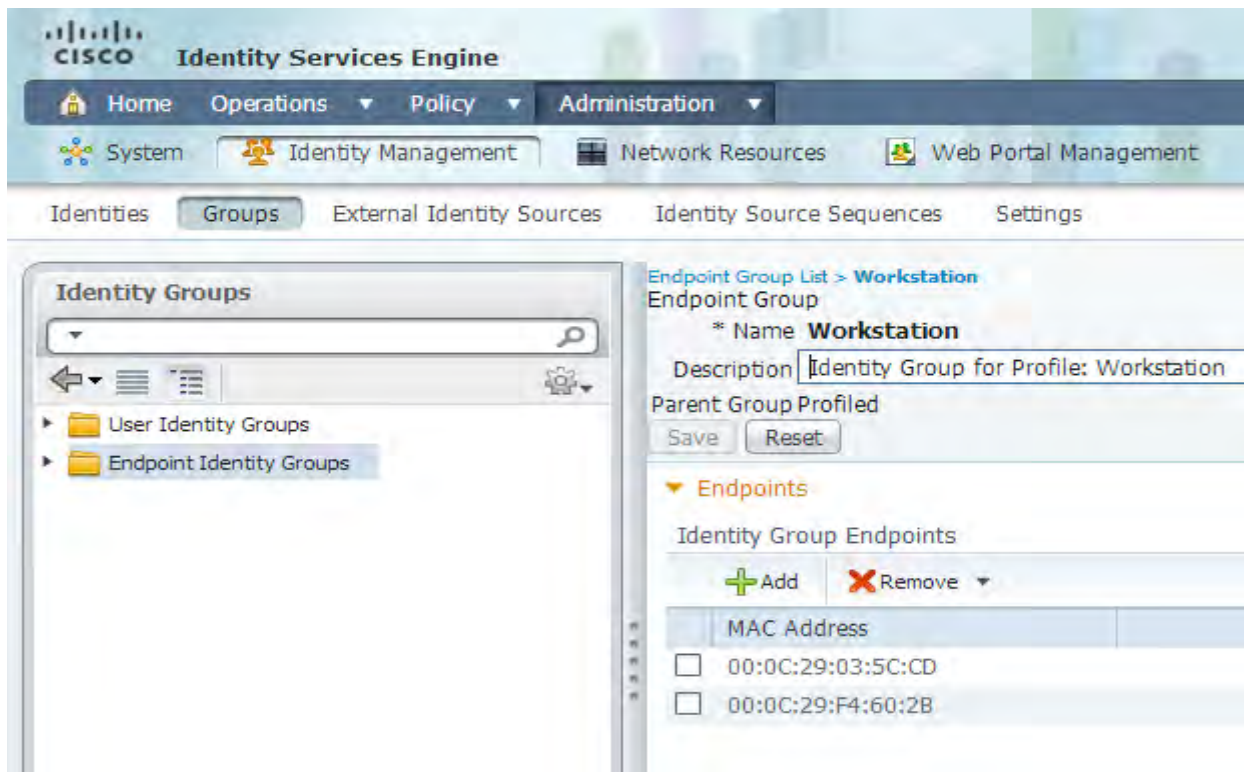 CISCO Identity Services Engine
Home Operations Policy Administration
System Identity Management Network Resources Web Portal Management
Identities Groups External Identity Sources Identity Source Sequences Settings
Identity Groups
User Identity Groups
Endpoint Identity Groups
Endpoint Group List > Workstation
Endpoint Group
* Name Workstation
Description Identity Group for Profile: Workstation
Parent Group Profiled
Save Reset
Endpoints
Identity Group Endpoints
Add Remove
MAC Address
00:0C:29:03:5C:CD
00:0C:29:F4:60:2B